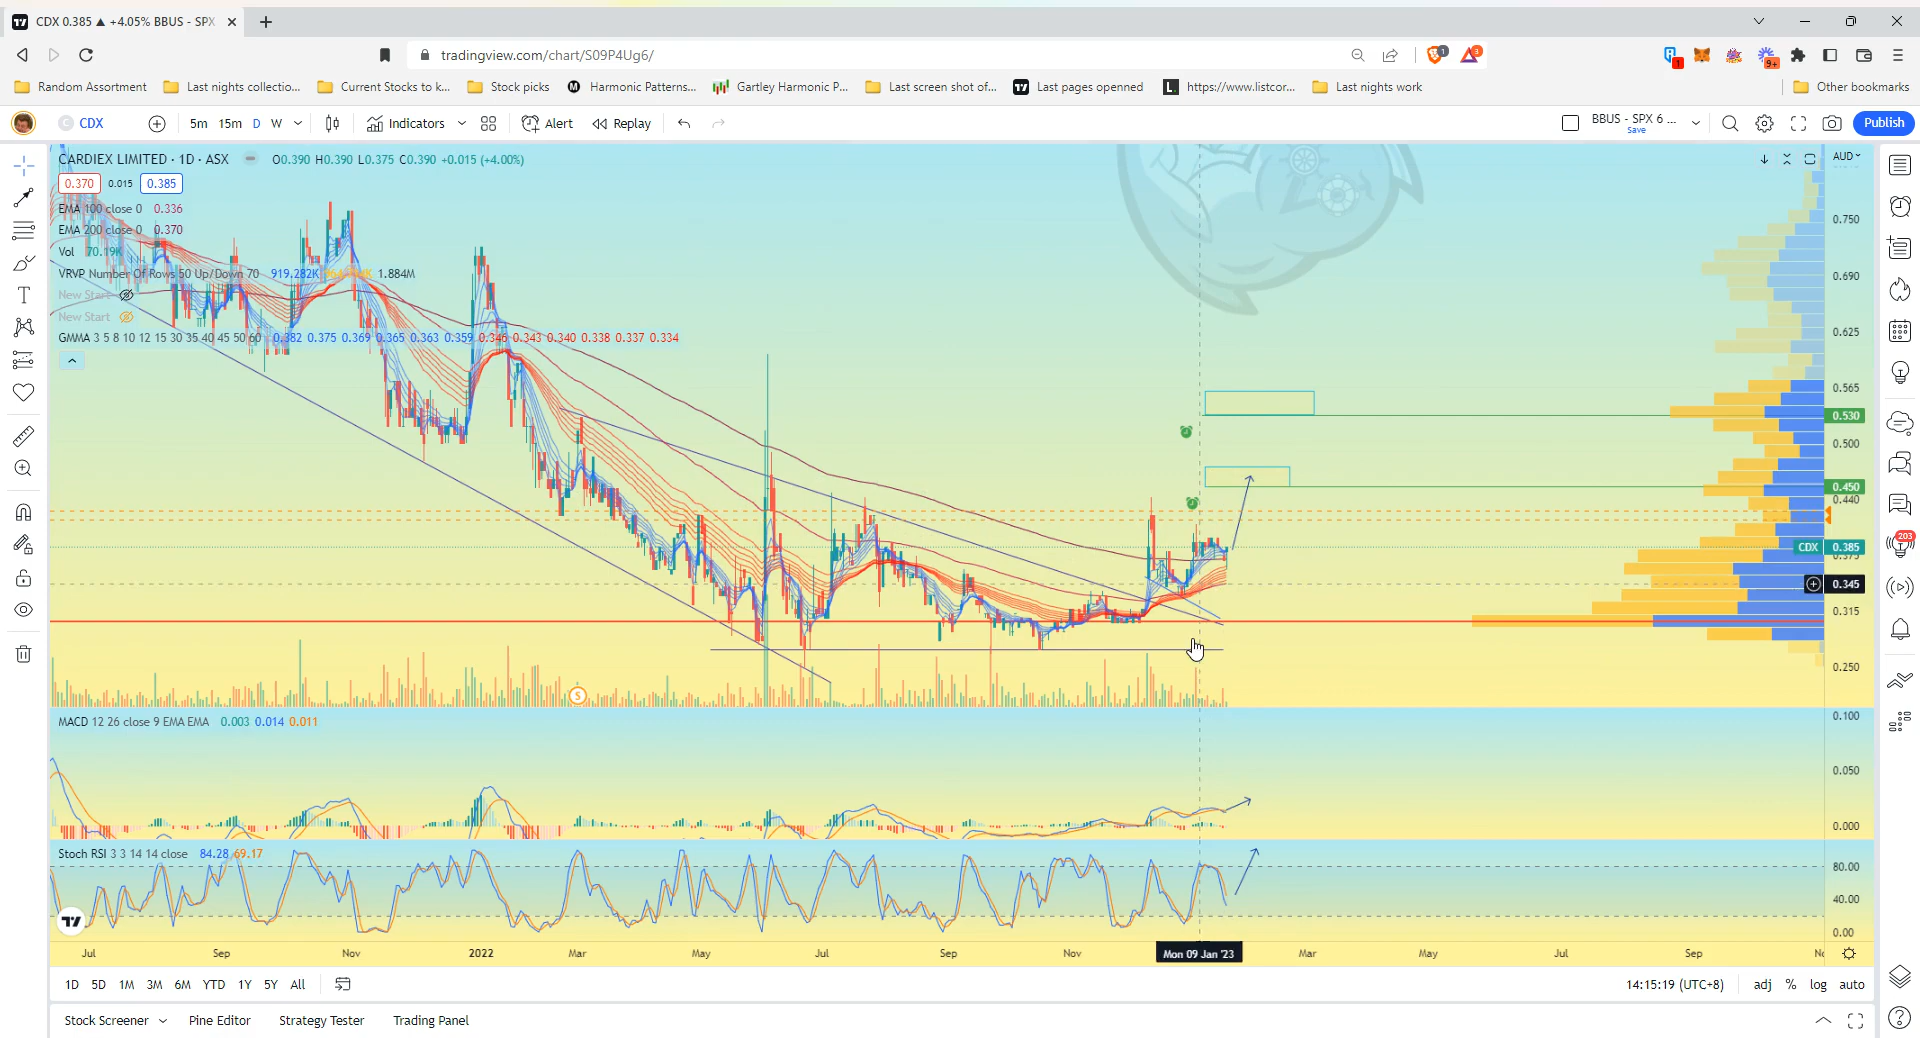 CDX 0.385 ▲ +4.05% BBUS - SPX
tradingview.com/chart/S09P4Ug6/
1
3
1
9+
Random Assortment
Last nights collectio...
Current Stocks to k...
Stock picks
Harmonic Patterns...
Gartley Harmonic P...
Last screen shot of...
Last pages openned
https://www.listcor...
Last nights work
Other bookmarks
CDX
5m 15m D W
Indicators
Alert
Replay
BBUS - SPX 6 ...
Save
Publish
CARDIEX LIMITED · 1D · ASX
O0.390 H0.390 L0.375 C0.390 +0.015 (+4.00%)
AUD
0.370 0.015 0.385
EMA 100 close 0 0.336
EMA 200 close 0 0.370
Vol 70.19K
VRVP Number Of Rows 50 Up/Down 70 919.282K 1.884M
New Start
New Start
GMMA 3 5 8 10 12 15 30 35 40 45 50 60 0.382 0.375 0.369 0.365 0.363 0.359 0.346 0.343 0.340 0.338 0.337 0.334
0.750
0.690
0.625
0.565
0.530
0.500
0.450
0.440
CDX 0.385
0.375
0.345
0.315
0.250
S
203
MACD 12 26 close 9 EMA EMA 0.003 0.014 0.011
0.100
0.050
0.000
Stoch RSI 3 3 14 14 close 84.28 69.17
80.00
40.00
0.00
Jul Sep Nov 2022 Mar May Jul Sep Nov Mon 09 Jan '23 Mar May Jul Sep
1D 5D 1M 3M 6M YTD 1Y 5Y All
14:15:19 (UTC+8)
adj % log auto
Stock Screener
Pine Editor
Strategy Tester
Trading Panel